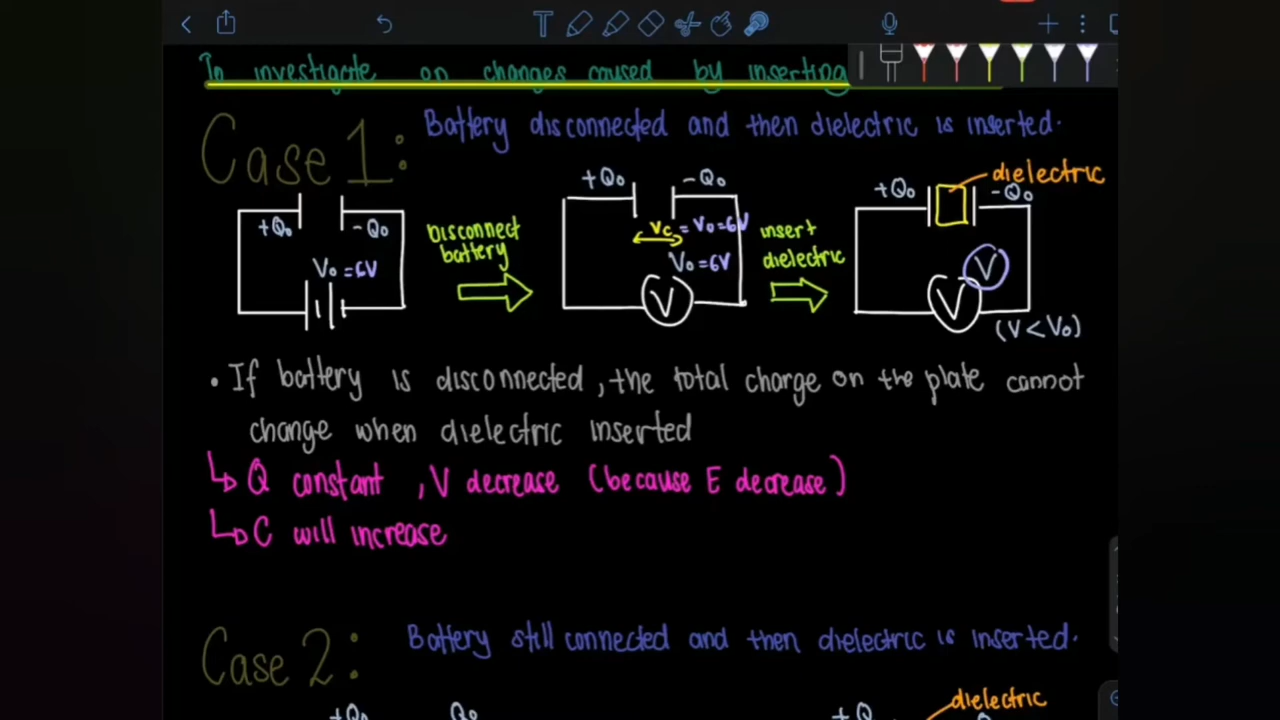 To investigate on changes caused by inserting
Case 1: Battery disconnected and then dielectric is inserted.
+Q₀ -Q₀
V₀ = 6V
Disconnect battery
+Q₀ -Q₀
Vc = V₀ = 6V
V₀ = 6V
V
insert dielectric
dielectric
+Q₀ -Q₀
V
V
(V < V₀)
• If battery is disconnected, the total charge on the plate cannot
change when dielectric inserted
↳ Q constant, V decrease (because E decrease)
↳ C will increase
Case 2: Battery still connected and then dielectric is inserted.
dielectric
+Q Q₀ +Q